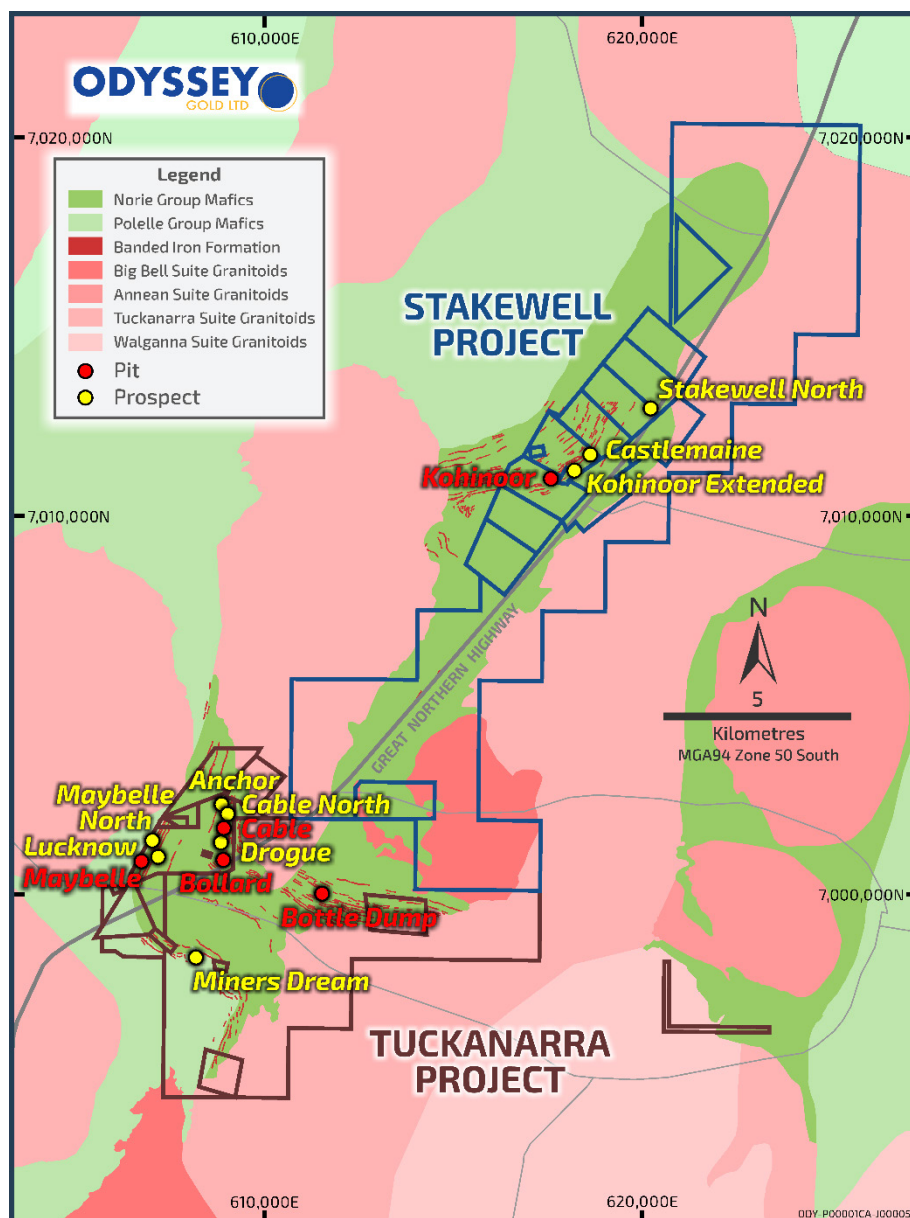 610,000E
620,000E
ODYSSEY
GOLD LTD
7,020,000N
7,020,000N
Legend
Norie Group Mafics
Polelle Group Mafics
Banded Iron Formation
Big Bell Suite Granitoids
Annean Suite Granitoids
Tuckanarra Suite Granitoids
Walganna Suite Granitoids
Pit
Prospect
STAKEWELL
PROJECT
Stakewell North
Castlemaine
Kohinoor
Kohinoor Extended
7,010,000N
7,010,000N
GREAT NORTHERN HIGHWAY
N
5
Kilometres
MGA94 Zone 50 South
Anchor
Maybelle
North
Cable North
Cable
Lucknow
Drogue
Maybelle
Bollard
Bottle Dump
7,000,000N
7,000,000N
Miners Dream
TUCKANARRA
PROJECT
610,000E
620,000E
ODY-P00001CA-J00005